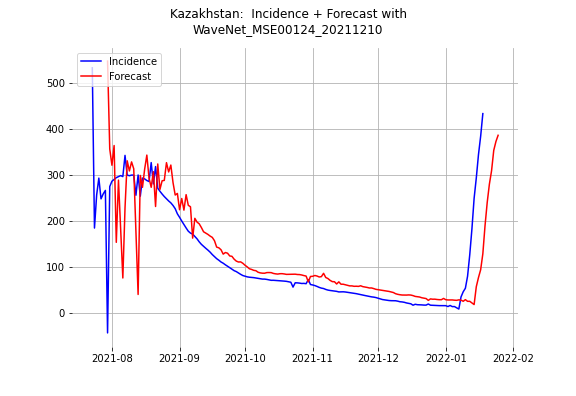 Kazakhstan:  Incidence + Forecast with
WaveNet_MSE00124_20211210
Incidence
Forecast
500
400
300
200
100
0
2021-08 2021-09 2021-10 2021-11 2021-12 2022-01 2022-02